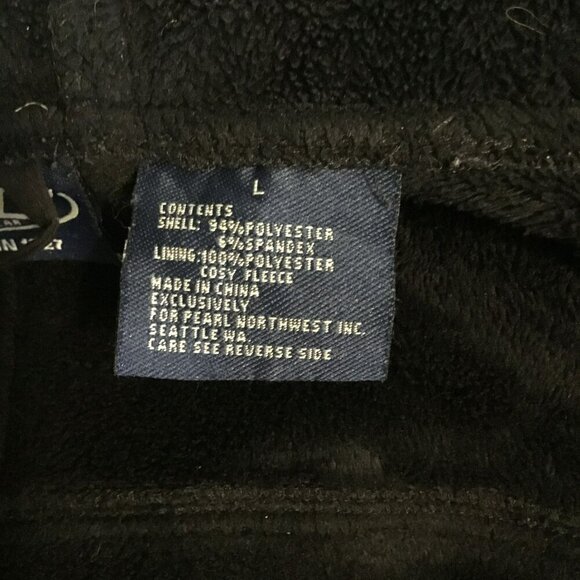 L
CONTENTS
SHELL: 94%POLYESTER
6%SPANDEX
LINING:100%POLYESTER
COSY FLEECE
MADE IN CHINA
EXCLUSIVELY
FOR PEARL NORTHWEST INC.
SEATTLE WA.
CARE SEE REVERSE SIDE